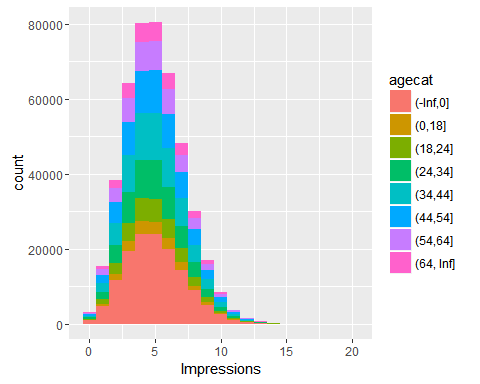 80000
60000
40000
20000
0
count
0 5 10 15 20
Impressions
agecat
(-Inf,0]
(0,18]
(18,24]
(24,34]
(34,44]
(44,54]
(54,64]
(64, Inf]